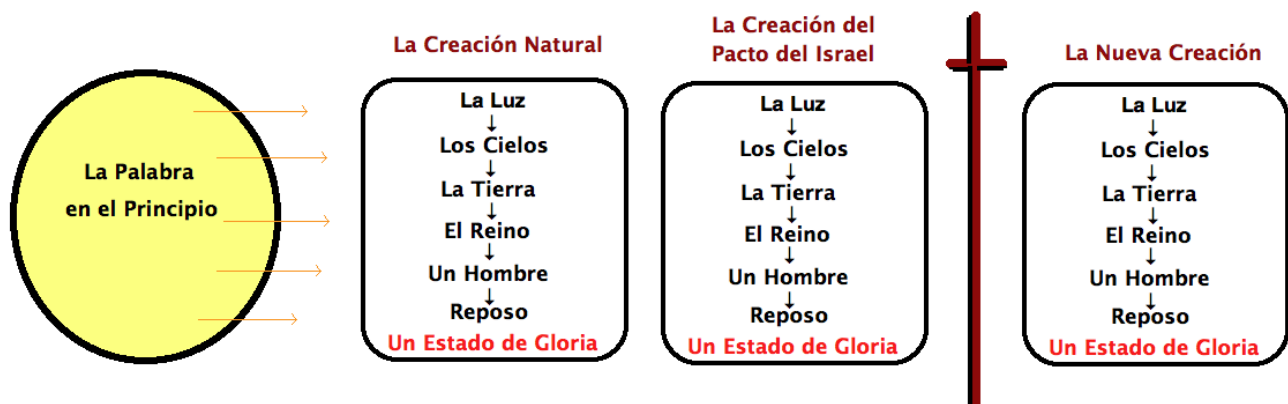 La Palabra
en el Principio
La Creación Natural
La Luz
Los Cielos
La Tierra
El Reino
Un Hombre
Reposo
Un Estado de Gloria
La Creación del
Pacto del Israel
La Luz
Los Cielos
La Tierra
El Reino
Un Hombre
Reposo
Un Estado de Gloria
La Nueva Creación
La Luz
Los Cielos
La Tierra
El Reino
Un Hombre
Reposo
Un Estado de Gloria